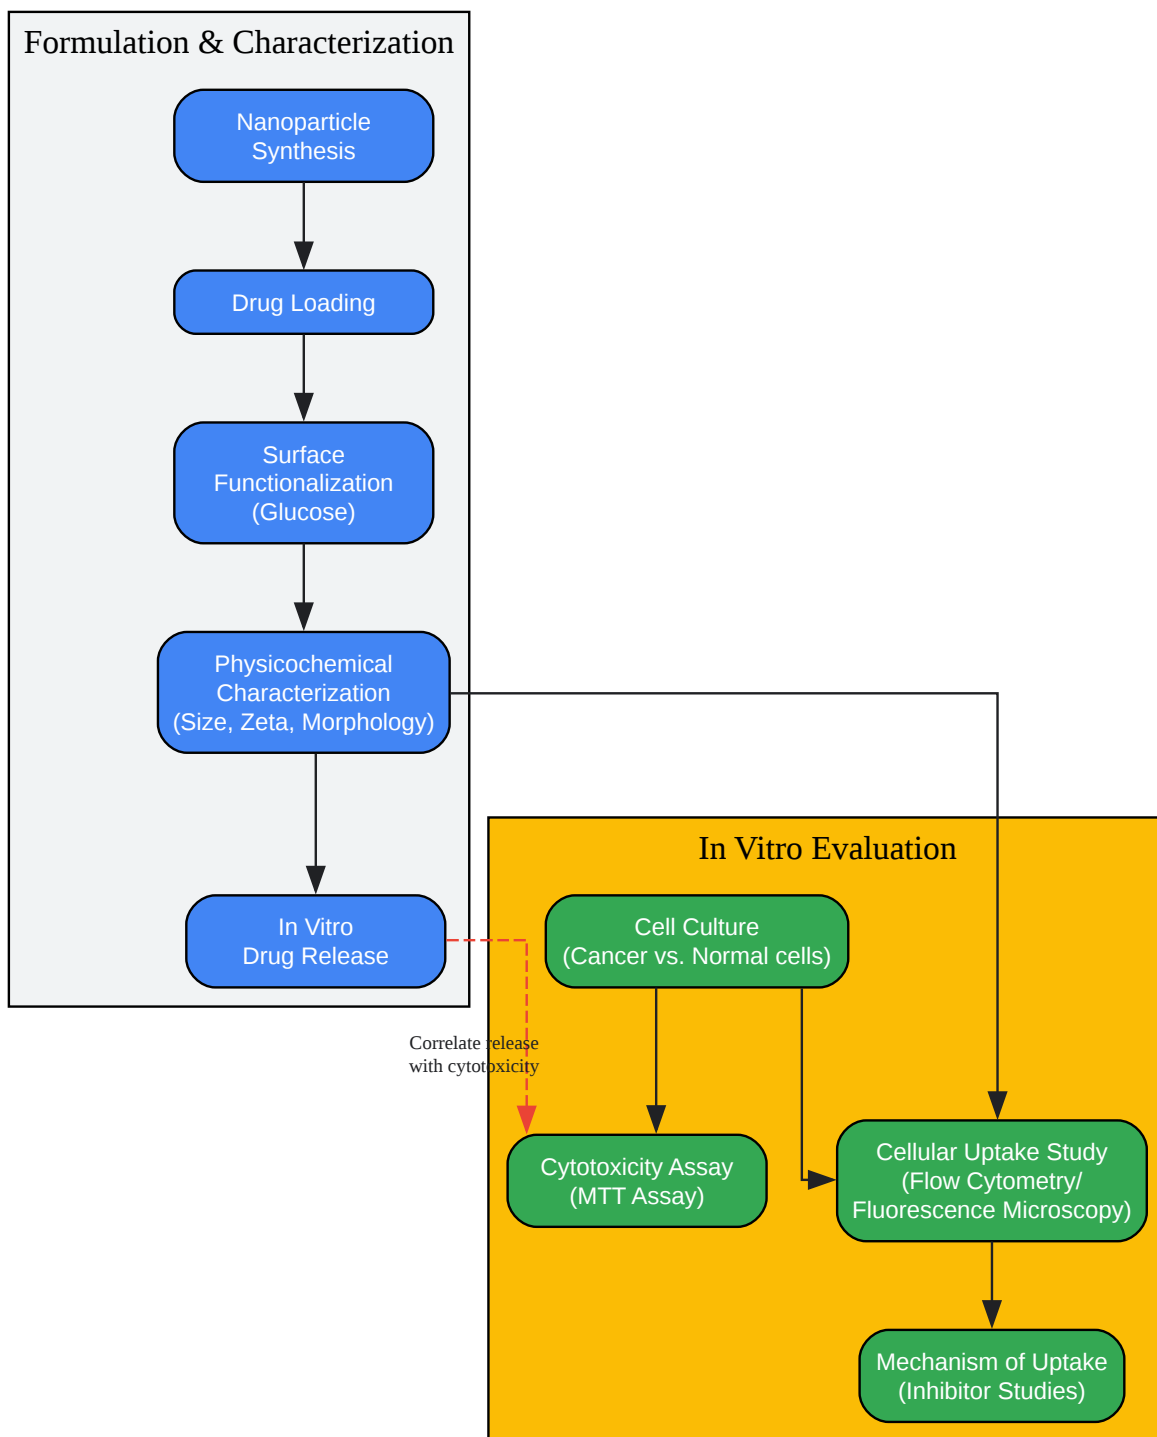 Formulation & Characterization
Nanoparticle
Synthesis
Drug Loading
Surface
Functionalization
(Glucose)
Physicochemical
Characterization
(Size, Zeta, Morphology)
In Vitro
Drug Release
In Vitro Evaluation
Cell Culture
(Cancer vs. Normal cells)
Correlate release
with cytotoxicity
Cytotoxicity Assay
(MTT Assay)
Cellular Uptake Study
(Flow Cytometry/
Fluorescence Microscopy)
Mechanism of Uptake
(Inhibitor Studies)